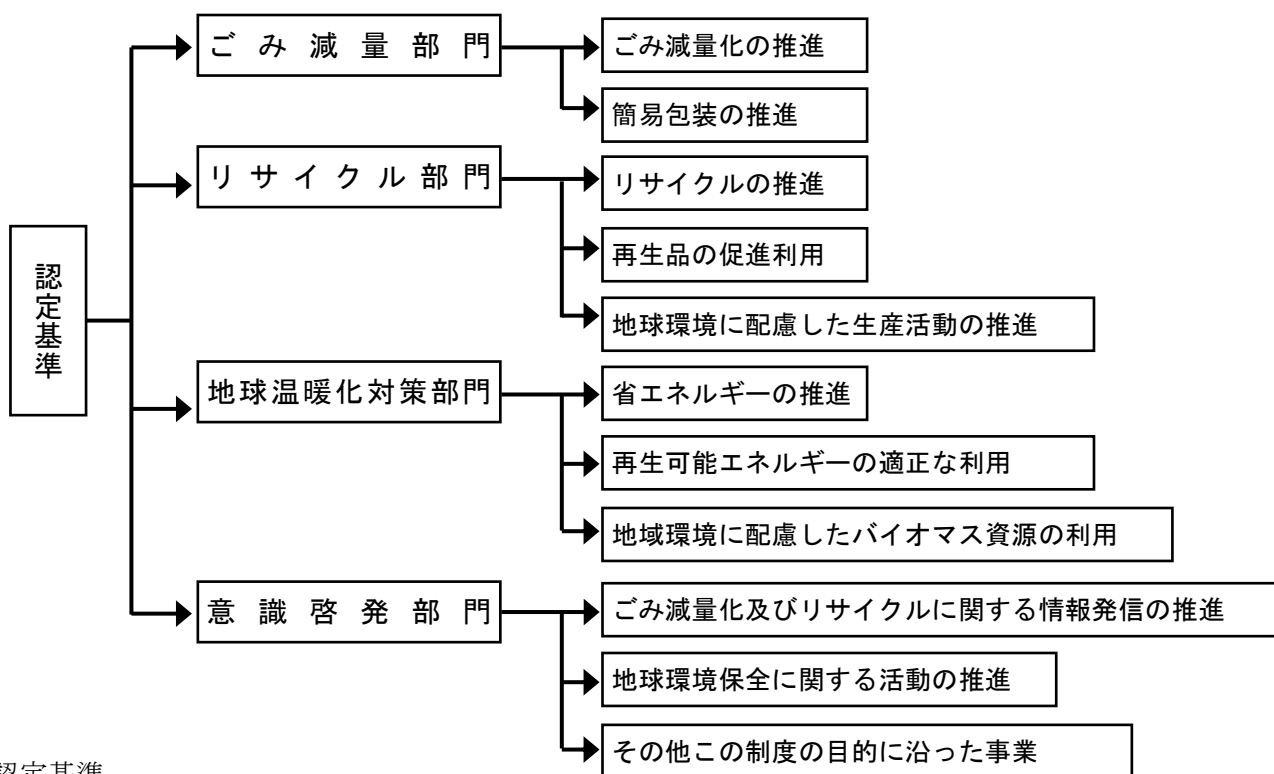 認定基準
ごみ減量部門
ごみ減量化の推進
簡易包装の推進
リサイクル部門
リサイクルの推進
再生品の促進利用
地球環境に配慮した生産活動の推進
地球温暖化対策部門
省エネルギーの推進
再生可能エネルギーの適正な利用
地域環境に配慮したバイオマス資源の利用
意識啓発部門
ごみ減量化及びリサイクルに関する情報発信の推進
地球環境保全に関する活動の推進
その他この制度の目的に沿った事業
認定基準